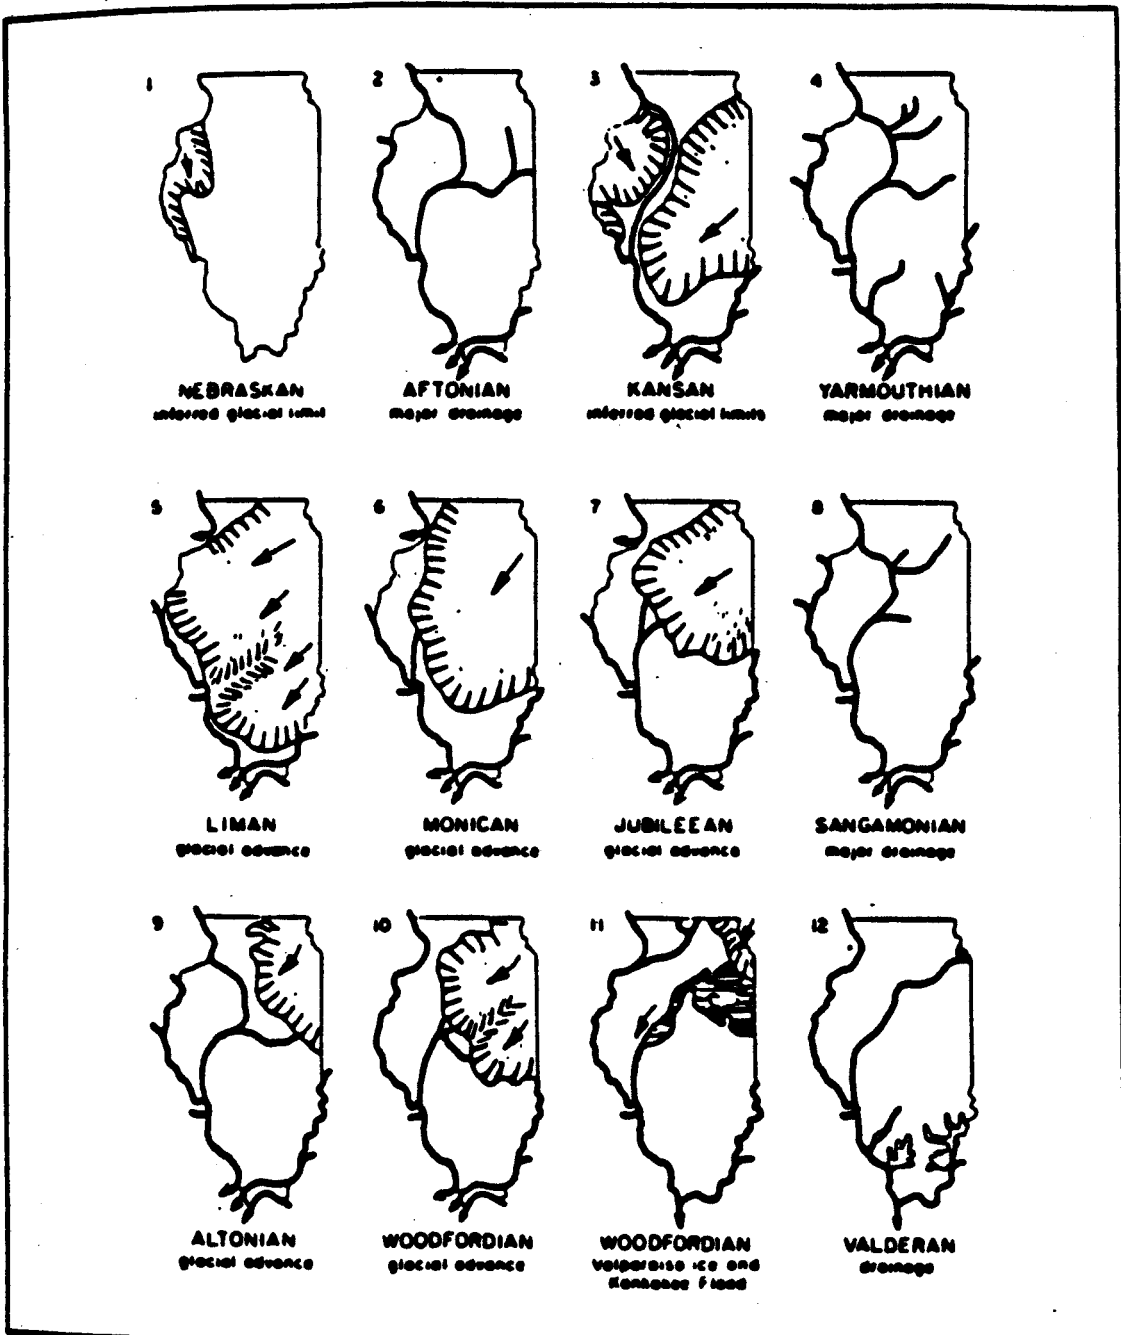 1
2
3
4
NEBRASKAN
inferred glacial limit
AFTONIAN
major drainage
KANSAN
inferred glacial limits
YARMOUTHIAN
major drainage
5
6
7
8
LIMAN
glacial advance
MONICAN
glacial advance
JUBILEEAN
glacial advance
SANGAMONIAN
major drainage
9
10
11
12
ALTONIAN
glacial advance
WOODFORDIAN
glacial advance
WOODFORDIAN
Valparaiso ice and
Kankakee Flood
VALDERAN
drainage